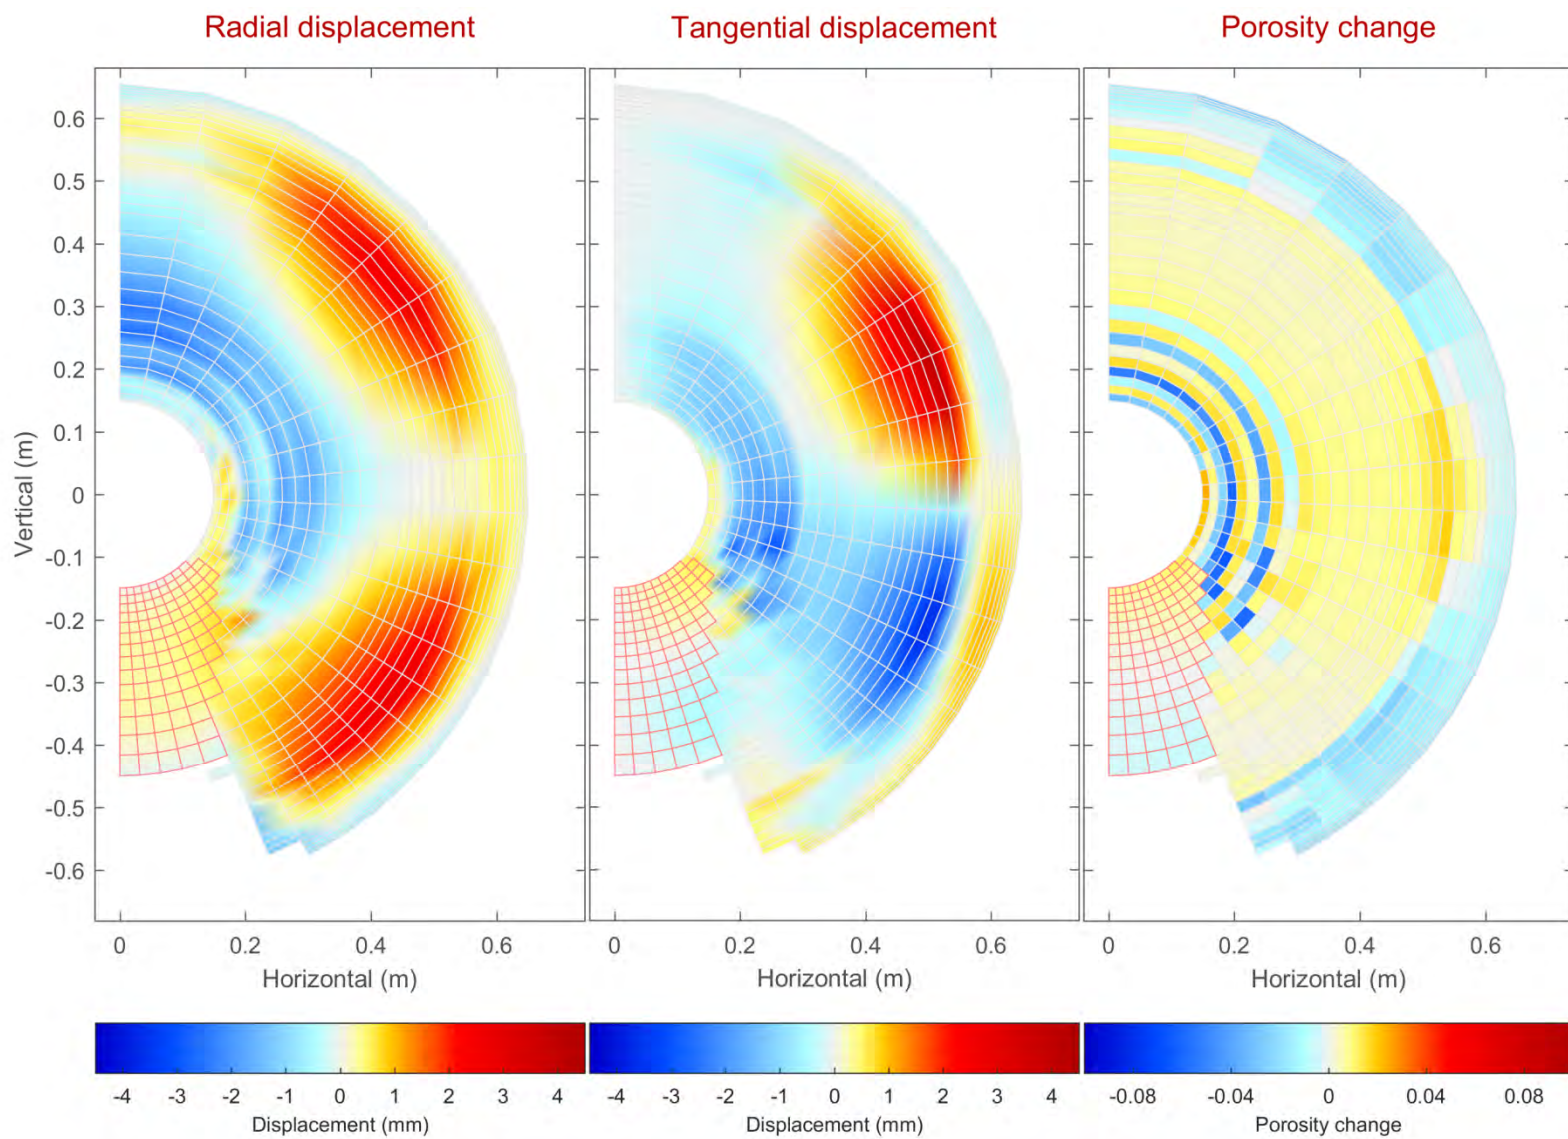 Radial displacement Tangential displacement Porosity change
0.6
0.5
0.4
0.3
0.2
0.1
0
-0.1
-0.2
-0.3
-0.4
-0.5
-0.6
Vertical (m)
0 0.2 0.4 0.6 0 0.2 0.4 0.6 0 0.2 0.4 0.6
Horizontal (m) Horizontal (m) Horizontal (m)
-4 -3 -2 -1 0 1 2 3 4 -4 -3 -2 -1 0 1 2 3 4 -0.08 -0.04 0 0.04 0.08
Displacement (mm) Displacement (mm) Porosity change